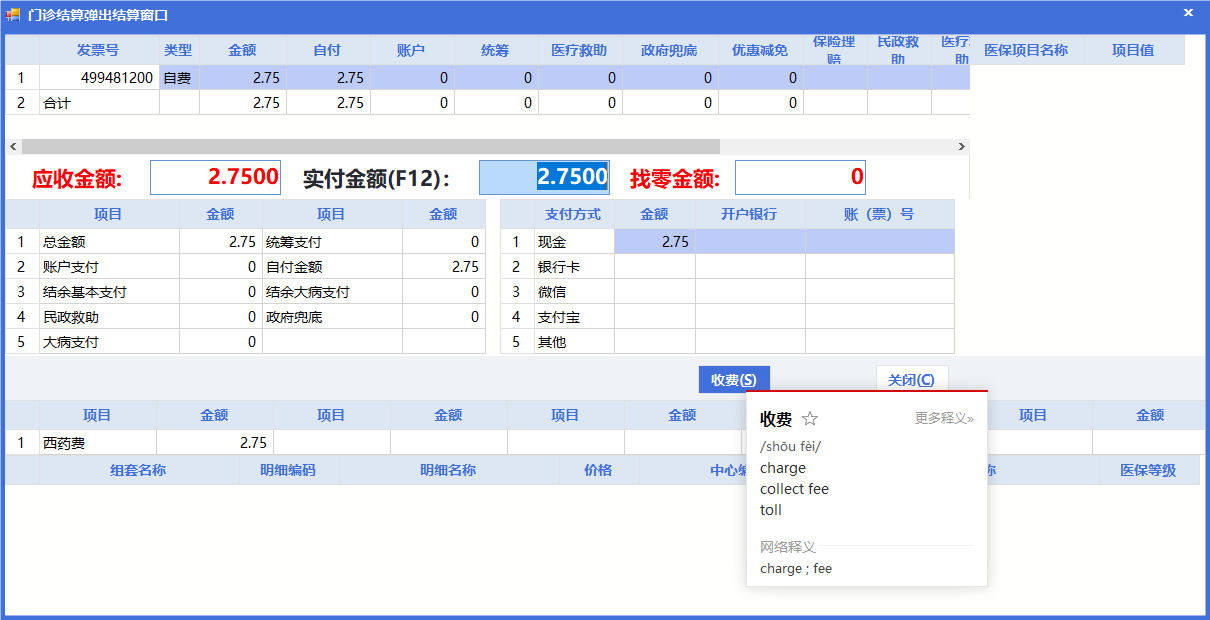 门诊结算弹出结算窗口
发票号 类型 金额 自付 账户 统筹 医疗救助 政府兜底 优惠减免 保险理赔 民政救助 医疗 助 医保项目名称 项目值
1 499481200 自费 2.75 2.75 0 0 0 0 0
2 合计 2.75 2.75 0 0 0 0 0
应收金额: 2.7500 实付金额(F12): 2.7500 找零金额: 0
项目 金额 项目 金额 支付方式 金额 开户银行 账（票）号
1 总金额 2.75 统筹支付 0 1 现金 2.75
2 账户支付 0 自付金额 2.75 2 银行卡
3 结余基本支付 0 结余大病支付 0 3 微信
4 民政救助 0 政府兜底 0 4 支付宝
5 大病支付 0 5 其他
收费(S) 关闭(C)
项目 金额 项目 金额 项目 金额 项目 金额
1 西药费 2.75
组套名称 明细编码 明细名称 价格 中心编 称 医保等级
收费 更多释义»
/shōu fèi/
charge
collect fee
toll
网络释义
charge ; fee